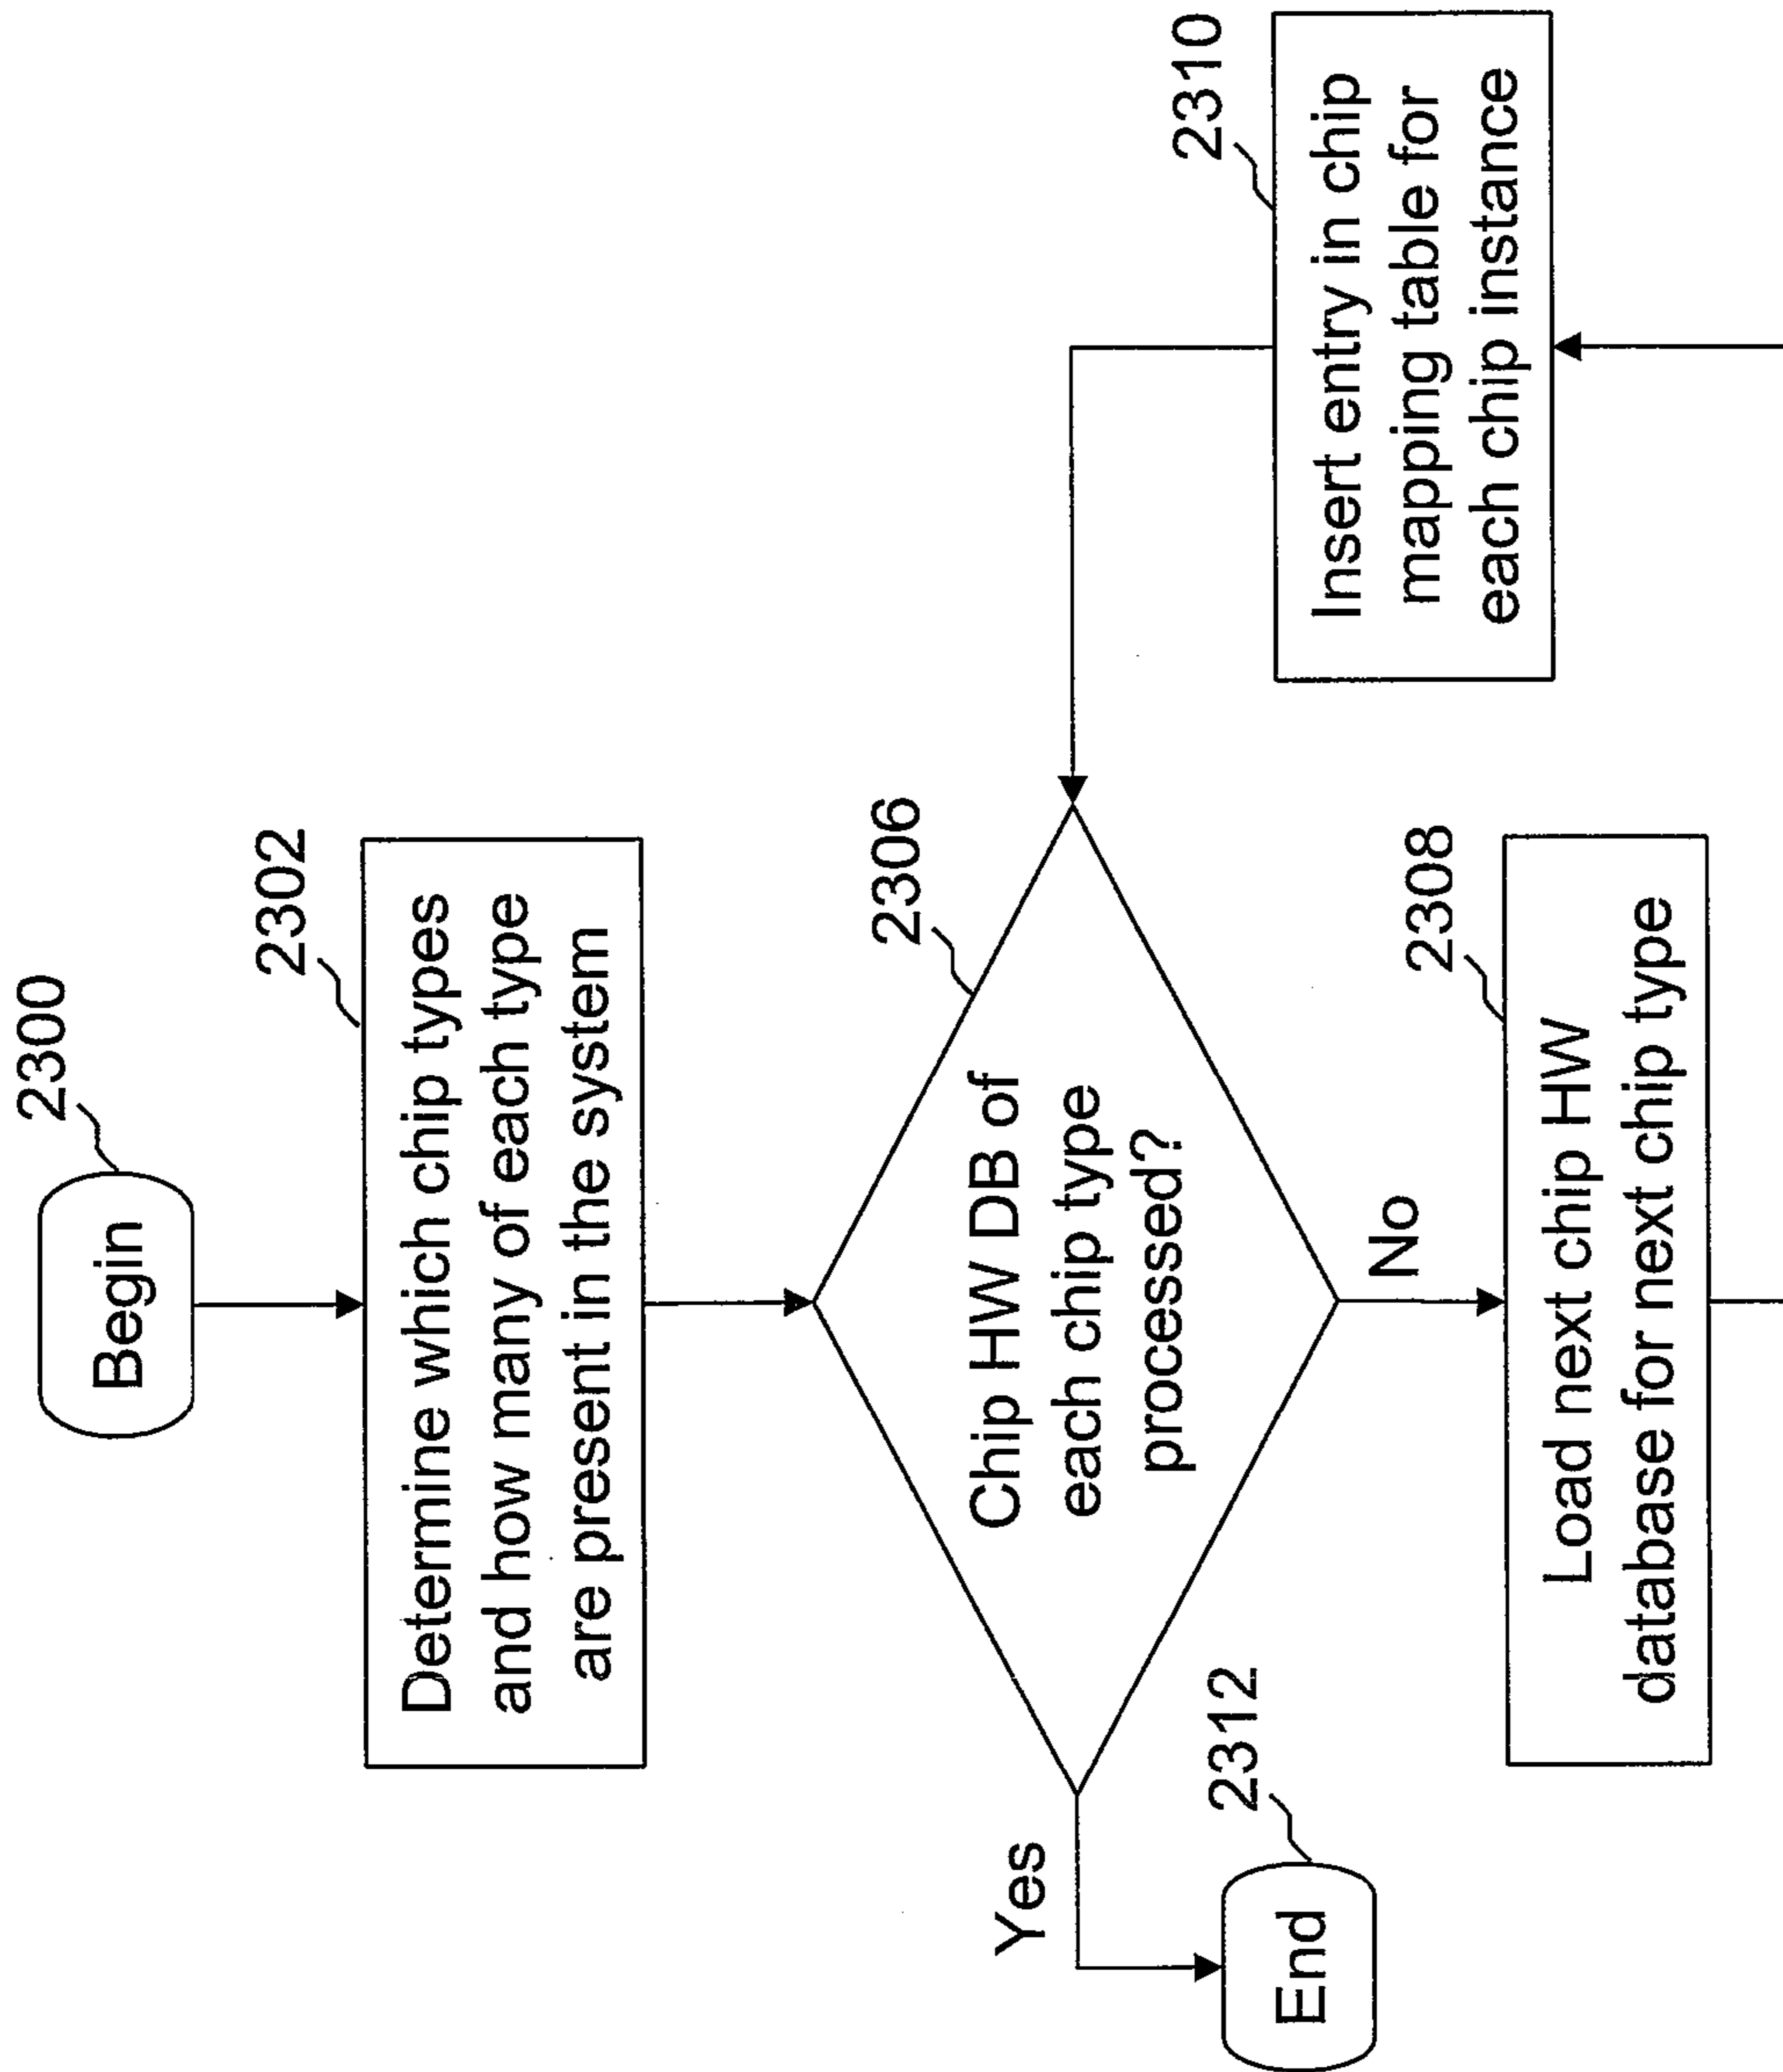 2300
Begin
2302
Determine which chip types
and how many of each type
are present in the system
2306
Chip HW DB of
each chip type
processed?
Yes
2312
End
No
2308
Load next chip HW
database for next chip type
2310
Insert entry in chip
mapping table for
each chip instance